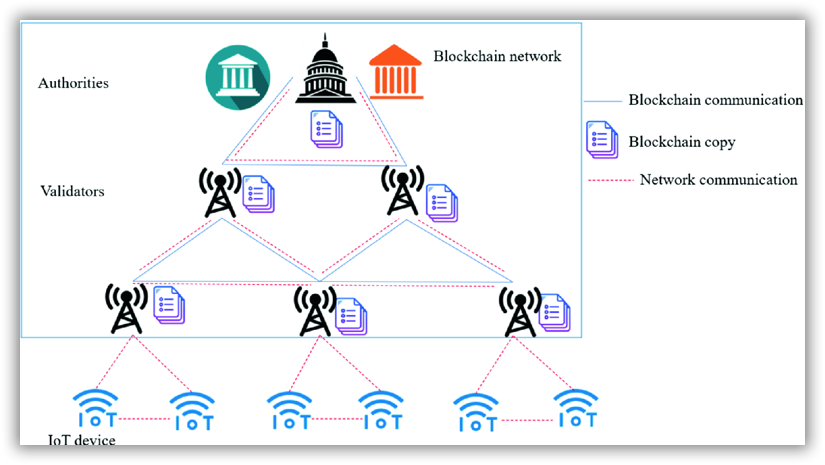 Blockchain network
Authorities
Blockchain communication
Blockchain copy
Network communication
Validators
IoT
IoT
IoT
IoT
IoT
IoT
IoT device